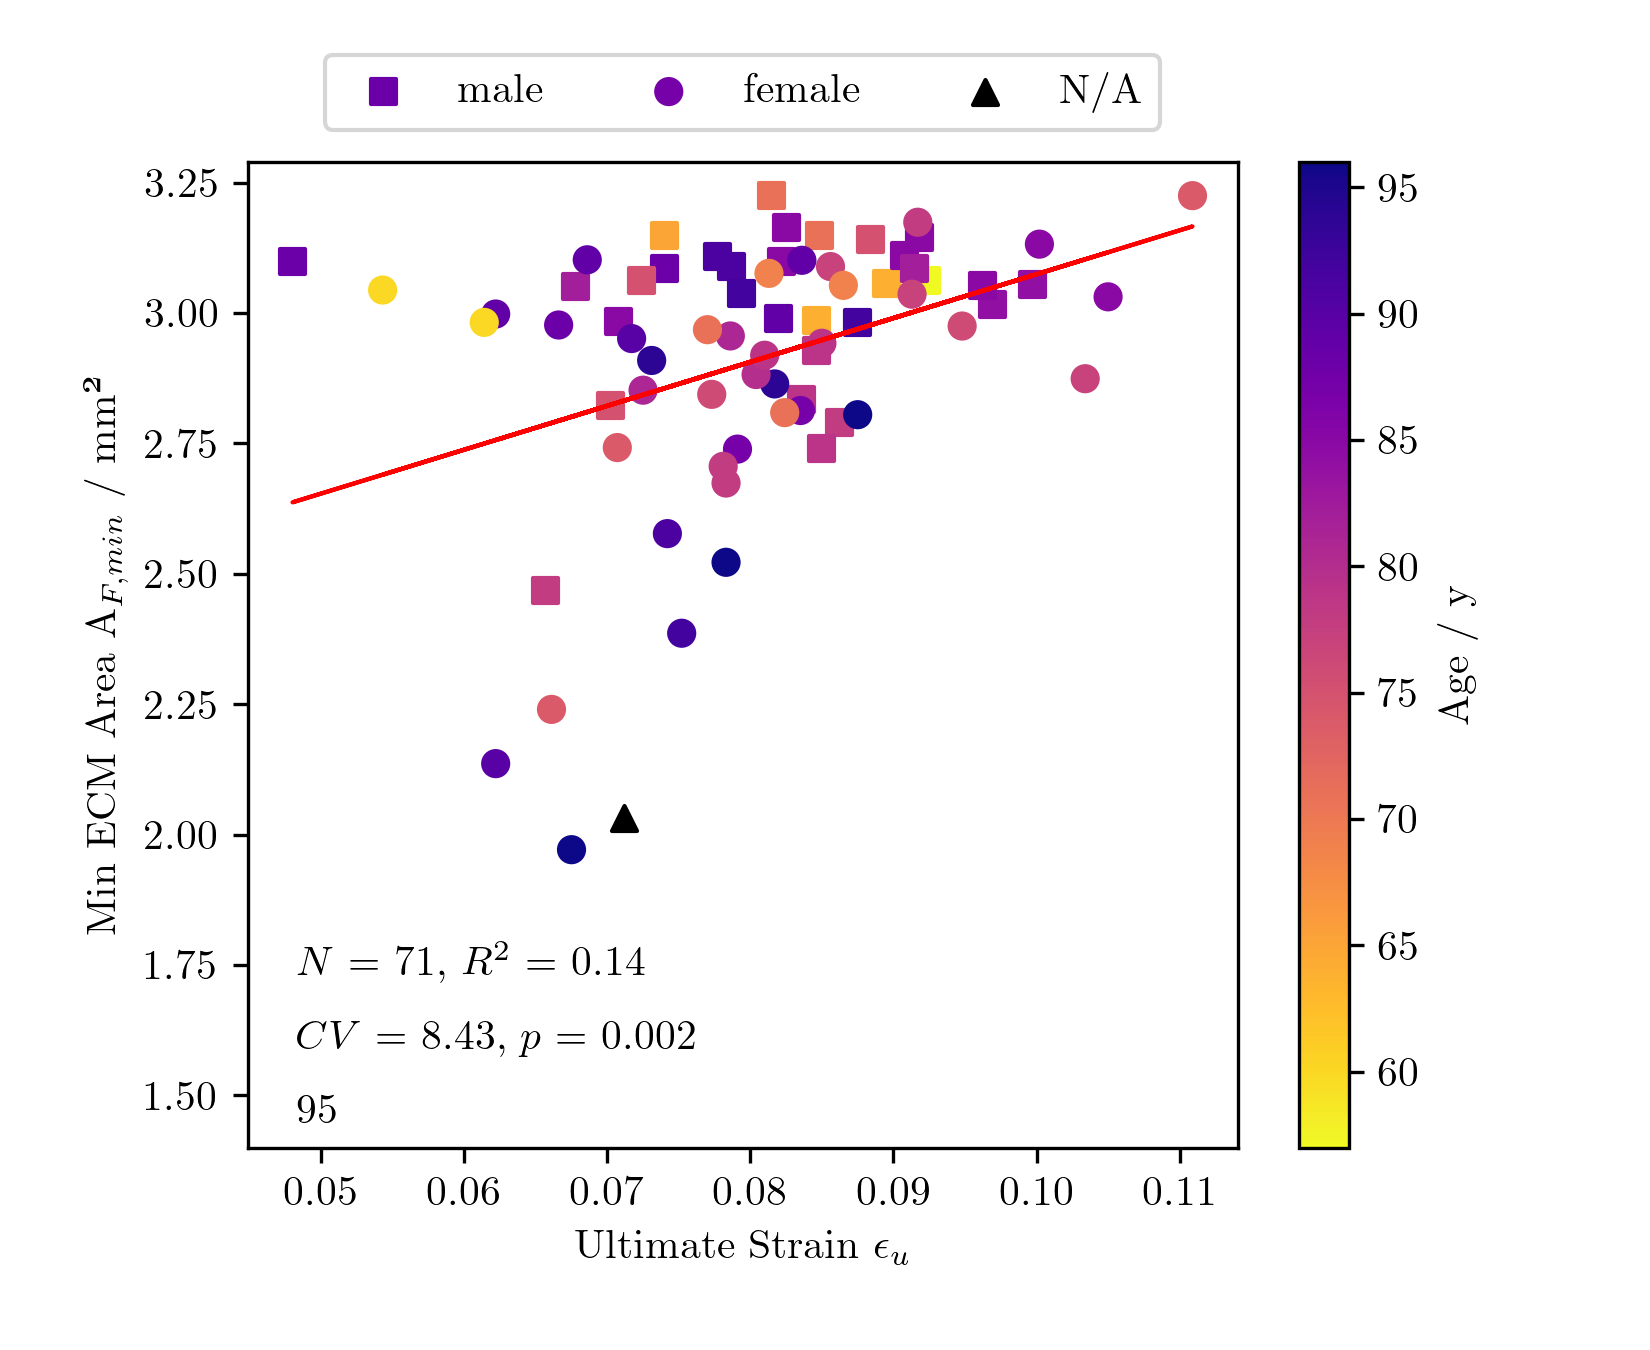 male female N/A
3.25
3.00
2.75
2.50
2.25
2.00
1.75
1.50
Min ECM Area A_{F,min} / mm²
N = 71, R² = 0.14
CV = 8.43, p = 0.002
95
0.05 0.06 0.07 0.08 0.09 0.10 0.11
Ultimate Strain ϵ_u
95
90
85
80
75
70
65
60
Age / y